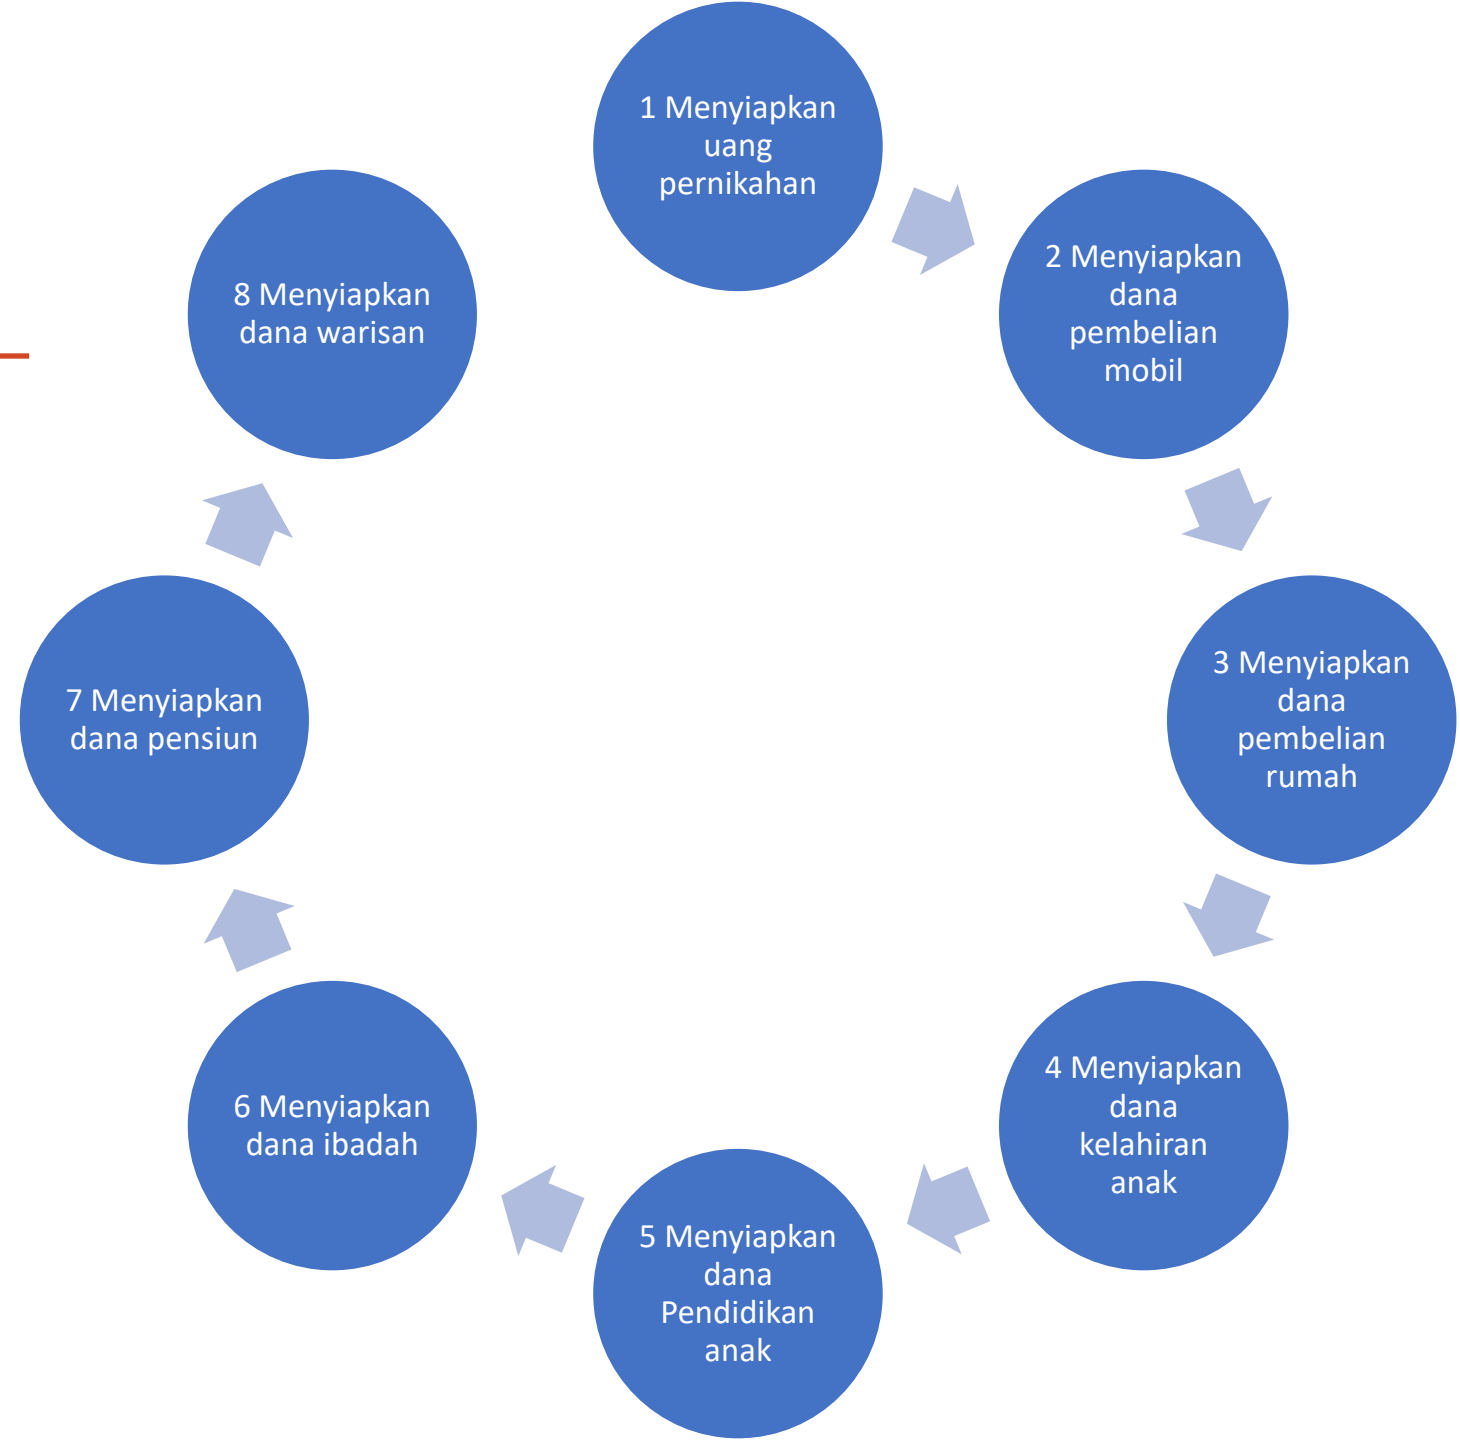 1 Menyiapkan
uang
pernikahan
2 Menyiapkan
dana
pembelian
mobil
3 Menyiapkan
dana
pembelian
rumah
4 Menyiapkan
dana
kelahiran
anak
5 Menyiapkan
dana
Pendidikan
anak
6 Menyiapkan
dana ibadah
7 Menyiapkan
dana pensiun
8 Menyiapkan
dana warisan